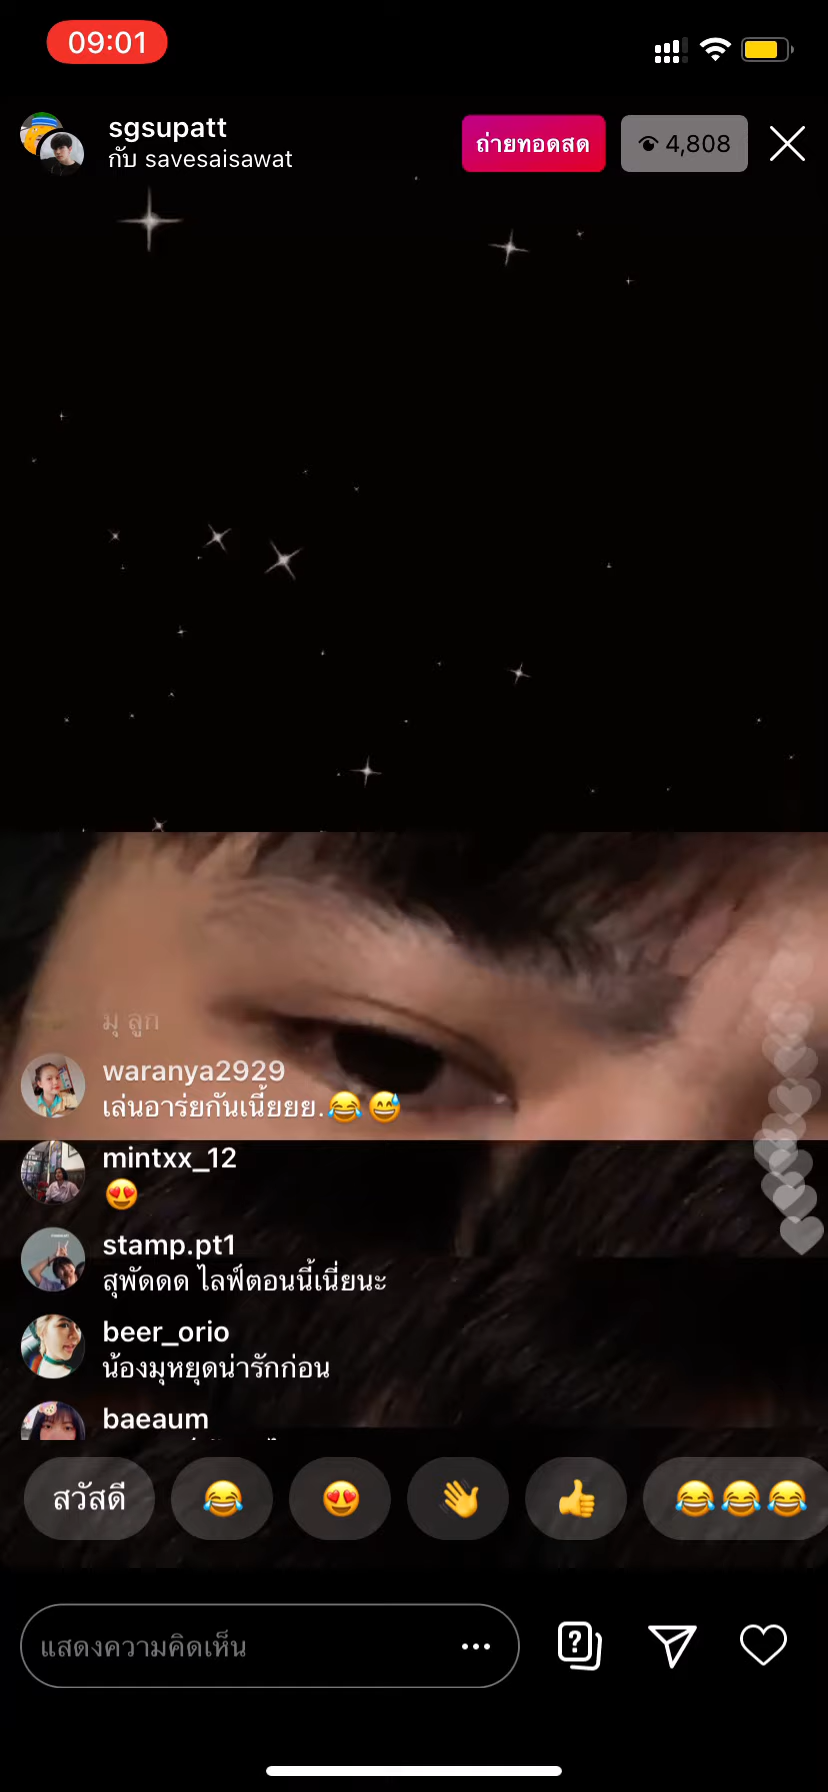 09:01
sgsupatt
กับ savesaisawat
ถ่ายทอดสด
4,808
มุ ลูก
waranya2929
เล่นอาร่ยกันเนี้ยยย.😂😅
mintxx_12
😍
stamp.pt1
สุพัดดด ไลฟ์ตอนนี้เนี่ยนะ
beer_orio
น้องมุหยุดน่ารักก่อน
baeaum
สวัสดี 😂 😍 👋 👍 😂😂😂
แสดงความคิดเห็น